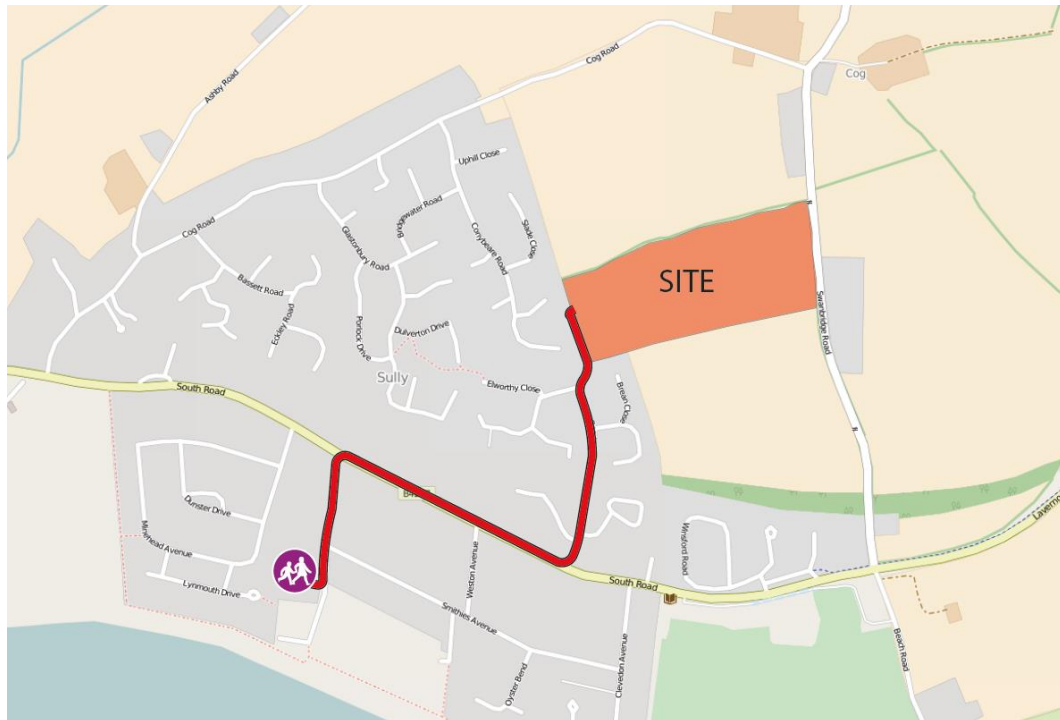 Cog Road
Cog
Ashby Road
Uphill Close
Bridgewater Road
Slade Close
Cog Road
Glastonbury Road
Conybeare Road
SITE
Bassett Road
Swanbridge Road
Eckley Road
Porlock Drive
Dulverton Drive
Sully
Elworthy Close
Brean Close
South Road
Dunster Drive
Minehead Avenue
Winsford Road
Weston Avenue
South Road
Lynmouth Drive
Smithies Avenue
Beach Road
Clevedon Avenue
Oyster Bend